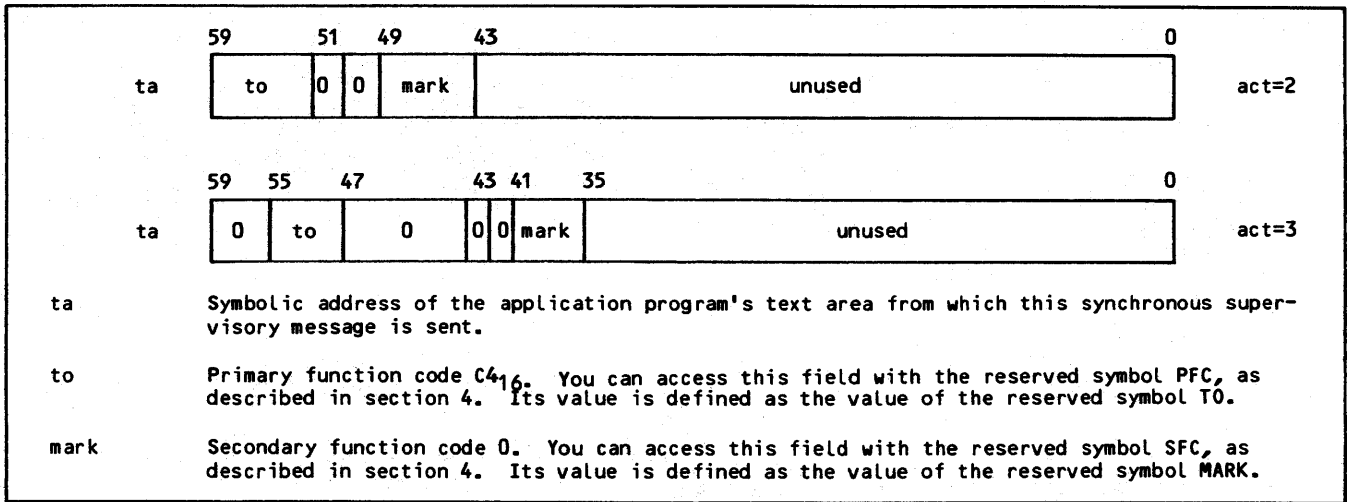 59 51 49 43 0
ta to 0 0 mark unused act=2
59 55 47 43 41 35 0
ta 0 to 0 0 0 mark unused act=3
ta Symbolic address of the application program's text area from which this synchronous super-
visory message is sent.
to Primary function code C4₁₆. You can access this field with the reserved symbol PFC, as
described in section 4. Its value is defined as the value of the reserved symbol TO.
mark Secondary function code 0. You can access this field with the reserved symbol SFC, as
described in section 4. Its value is defined as the value of the reserved symbol MARK.